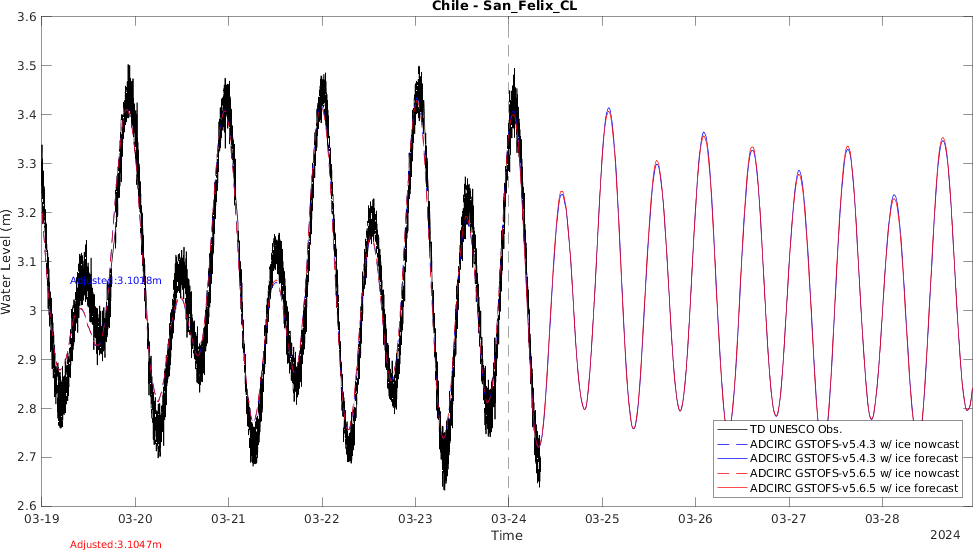 Chile - San_Felix_CL
3.6
3.5
3.4
3.3
3.2
3.1
3
2.9
2.8
2.7
2.6
Water Level (m)
Adjusted:3.1018m
TD UNESCO Obs.
ADCIRC GSTOFS-v5.4.3 w/ ice nowcast
ADCIRC GSTOFS-v5.4.3 w/ ice forecast
ADCIRC GSTOFS-v5.6.5 w/ ice nowcast
ADCIRC GSTOFS-v5.6.5 w/ ice forecast
03-19 03-20 03-21 03-22 03-23 03-24 03-25 03-26 03-27 03-28
Time
2024
Adjusted:3.1047m